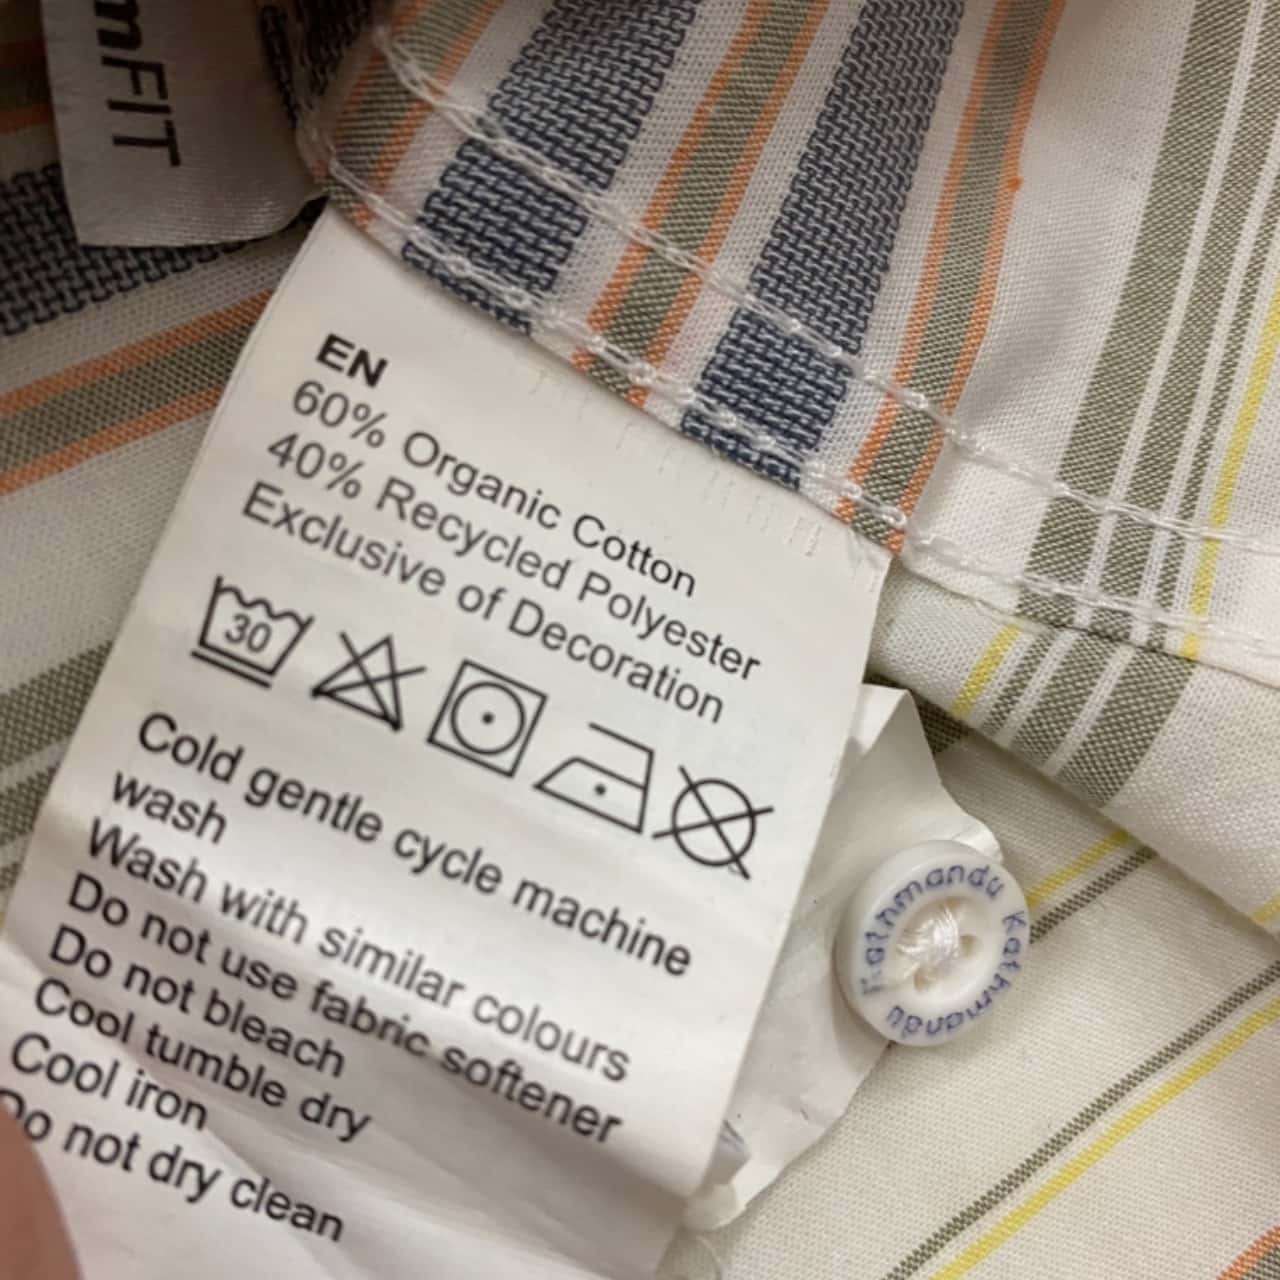 mFIT
EN
60% Organic Cotton
40% Recycled Polyester
Exclusive of Decoration
30
Cold gentle cycle machine
wash
Wash with similar colours
Do not use fabric softener
Do not bleach
Cool tumble dry
Cool iron
Do not dry clean
Kathmandu Kathmandu